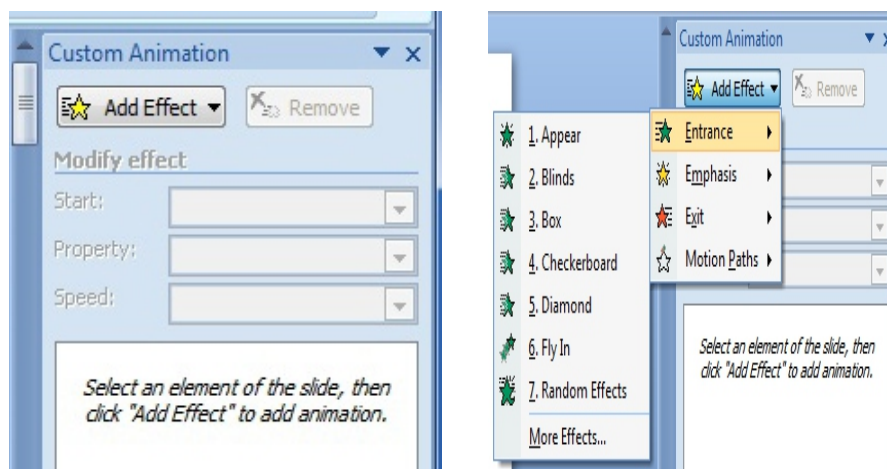 Custom Animation
Add Effect
Remove
Modify effect
Start:
Property:
Speed:
Select an element of the slide, then
click "Add Effect" to add animation.
Custom Animation
Add Effect
Remove
Entrance
Emphasis
Exit
Motion Paths
1. Appear
2. Blinds
3. Box
4. Checkerboard
5. Diamond
6. Fly In
7. Random Effects
More Effects...
Select an element of the slide, then
click "Add Effect" to add animation.